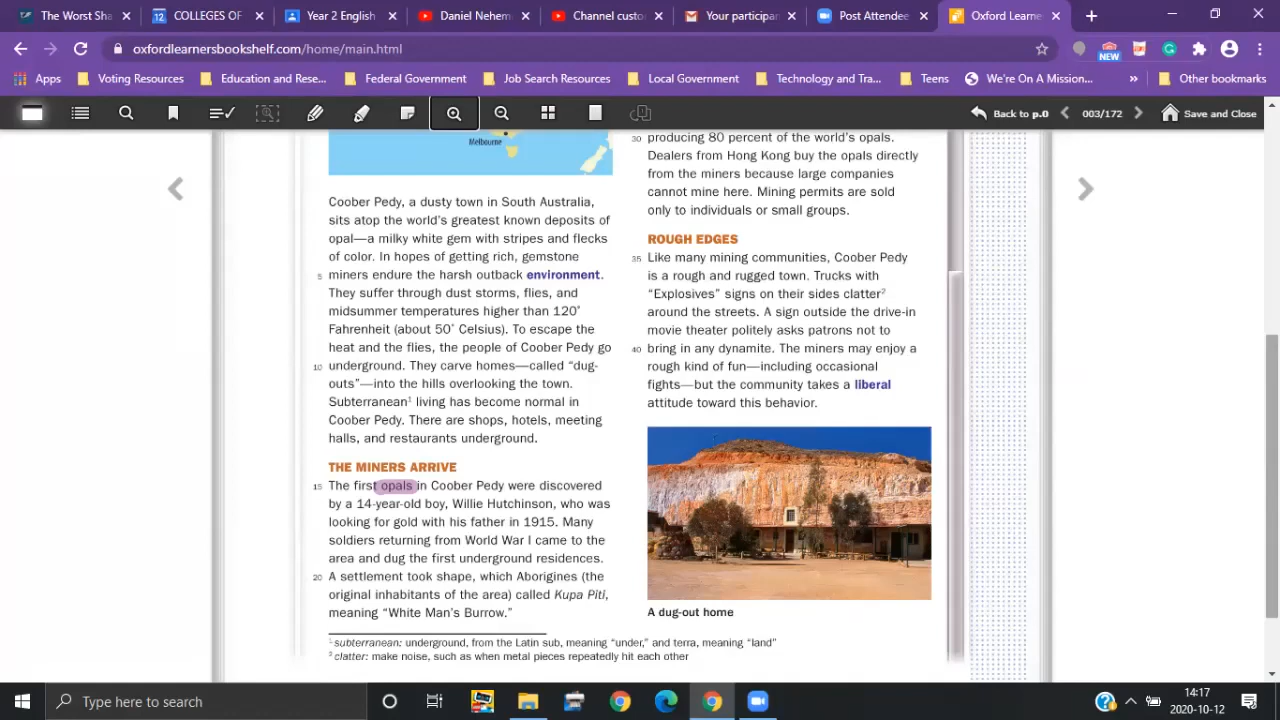 The Worst Sha
COLLEGES OF
Year 2 English
Daniel Nehem
Channel custo
Your participar
Post Attendee
Oxford Learne
oxfordlearnersbookshelf.com/home/main.html
NEW
Apps
Voting Resources
Education and Rese...
Federal Government
Job Search Resources
Local Government
Technology and Tra...
Teens
We're On A Mission...
»
Other bookmarks
Back to p.0
003/172
Save and Close
Melbourne
Coober Pedy, a dusty town in South Australia,
sits atop the world's greatest known deposits of
opal—a milky white gem with stripes and flecks
of color. In hopes of getting rich, gemstone
5 miners endure the harsh outback environment.
They suffer through dust storms, flies, and
midsummer temperatures higher than 120˚
Fahrenheit (about 50˚ Celsius). To escape the
heat and the flies, the people of Coober Pedy go
10 underground. They carve homes—called “dug-
outs”—into the hills overlooking the town.
Subterranean¹ living has become normal in
Coober Pedy. There are shops, hotels, meeting
halls, and restaurants underground.
THE MINERS ARRIVE
15 The first opals in Coober Pedy were discovered
by a 14-year-old boy, Willie Hutchinson, who was
looking for gold with his father in 1915. Many
soldiers returning from World War I came to the
area and dug the first underground residences.
20 A settlement took shape, which Aborigines (the
original inhabitants of the area) called Kupa Piti,
meaning “White Man's Burrow.”
30 producing 80 percent of the world's opals.
Dealers from Hong Kong buy the opals directly
from the miners because large companies
cannot mine here. Mining permits are sold
only to individuals or small groups.
ROUGH EDGES
35 Like many mining communities, Coober Pedy
is a rough and rugged town. Trucks with
“Explosives” signs on their sides clatter²
around the streets. A sign outside the drive-in
movie theater politely asks patrons not to
40 bring in any dynamite. The miners may enjoy a
rough kind of fun—including occasional
fights—but the community takes a liberal
attitude toward this behavior.
A dug-out home
¹ subterranean: underground, from the Latin sub, meaning “under,” and terra, meaning “land”
² clatter: make noise, such as when metal pieces repeatedly hit each other
Type here to search
14:17
2020-10-12